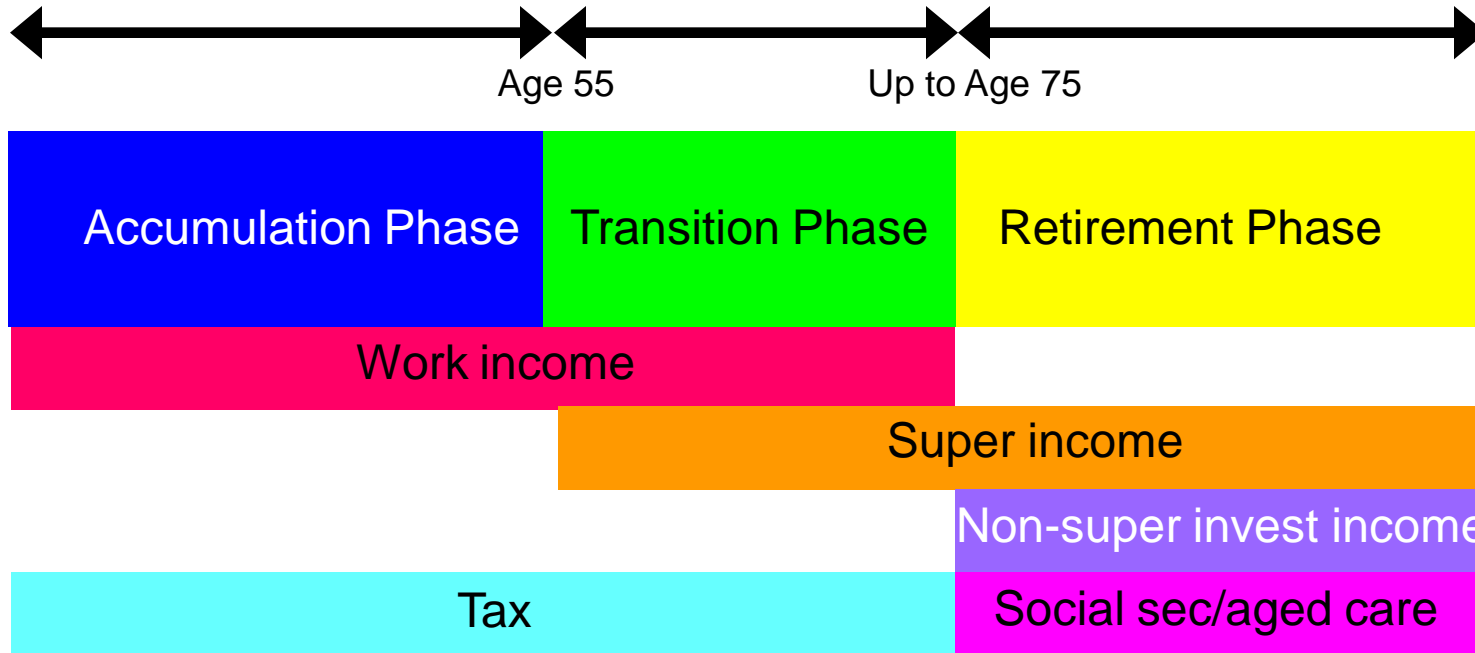 Age 55
Up to Age 75
Accumulation Phase
Transition Phase
Retirement Phase
Work income
Super income
Non-super invest income
Tax
Social sec/aged care